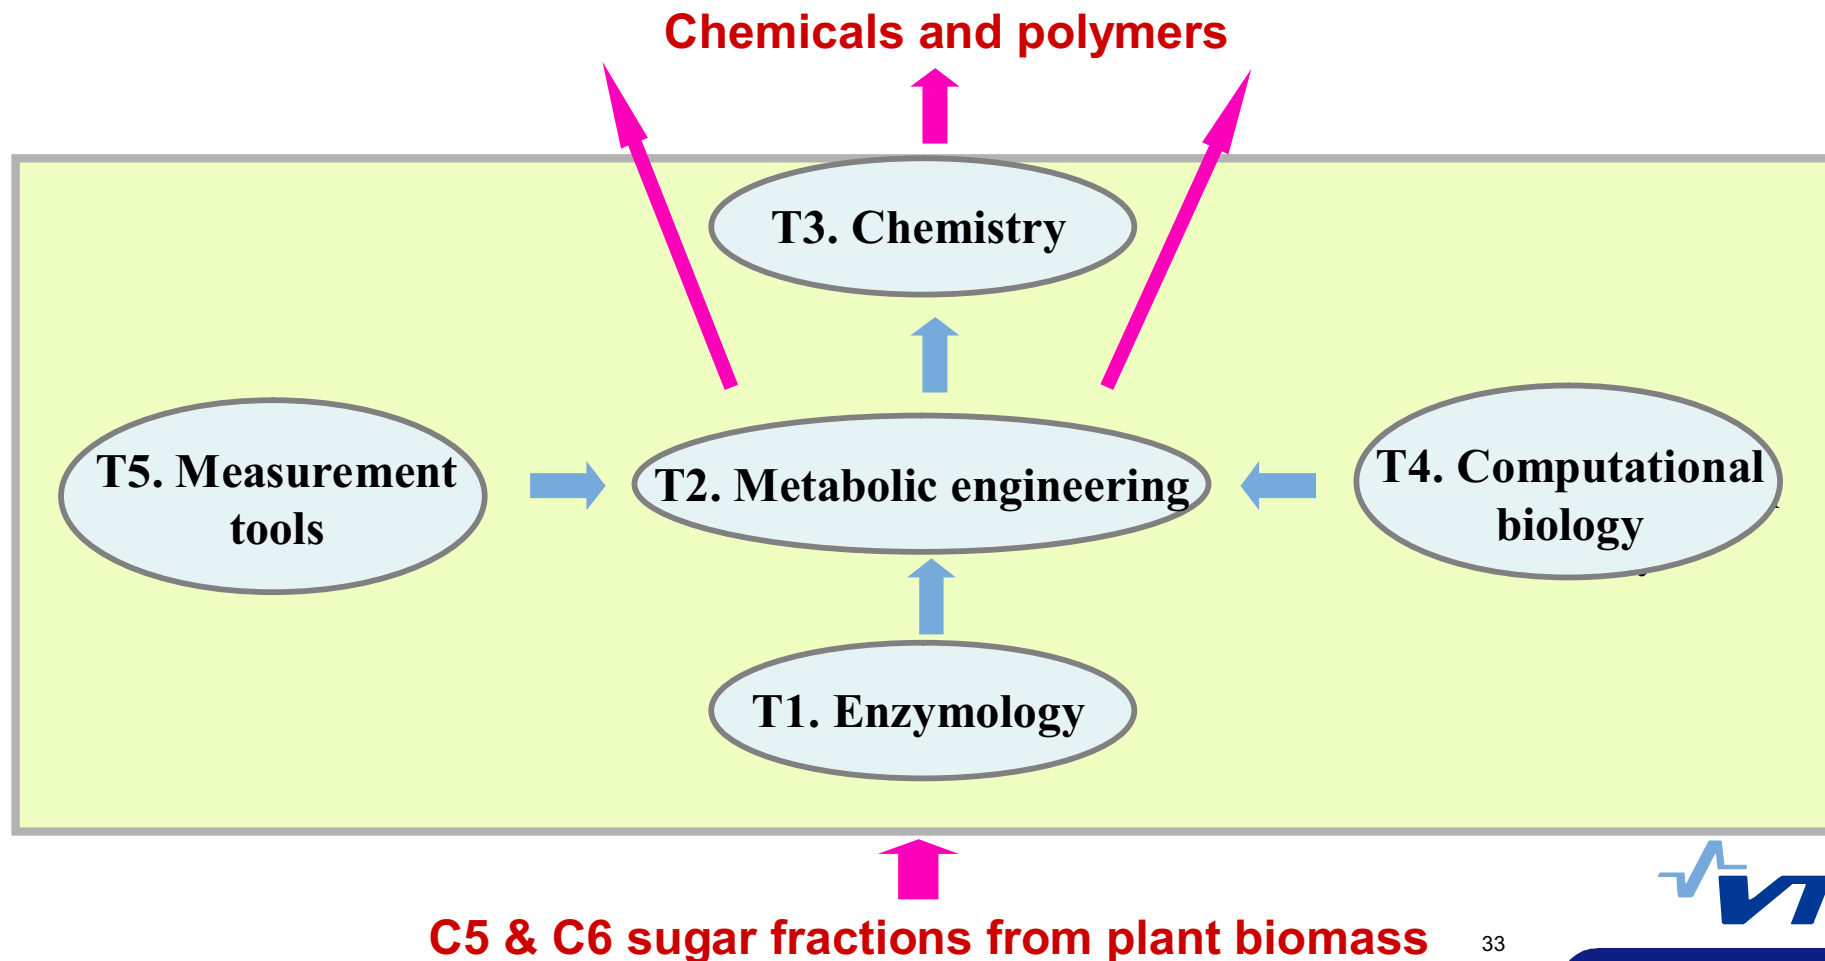 Chemicals and polymers
T3. Chemistry
T5. Measurement
tools
T2. Metabolic engineering
T4. Computational
biology
T1. Enzymology
C5 & C6 sugar fractions from plant biomass
33